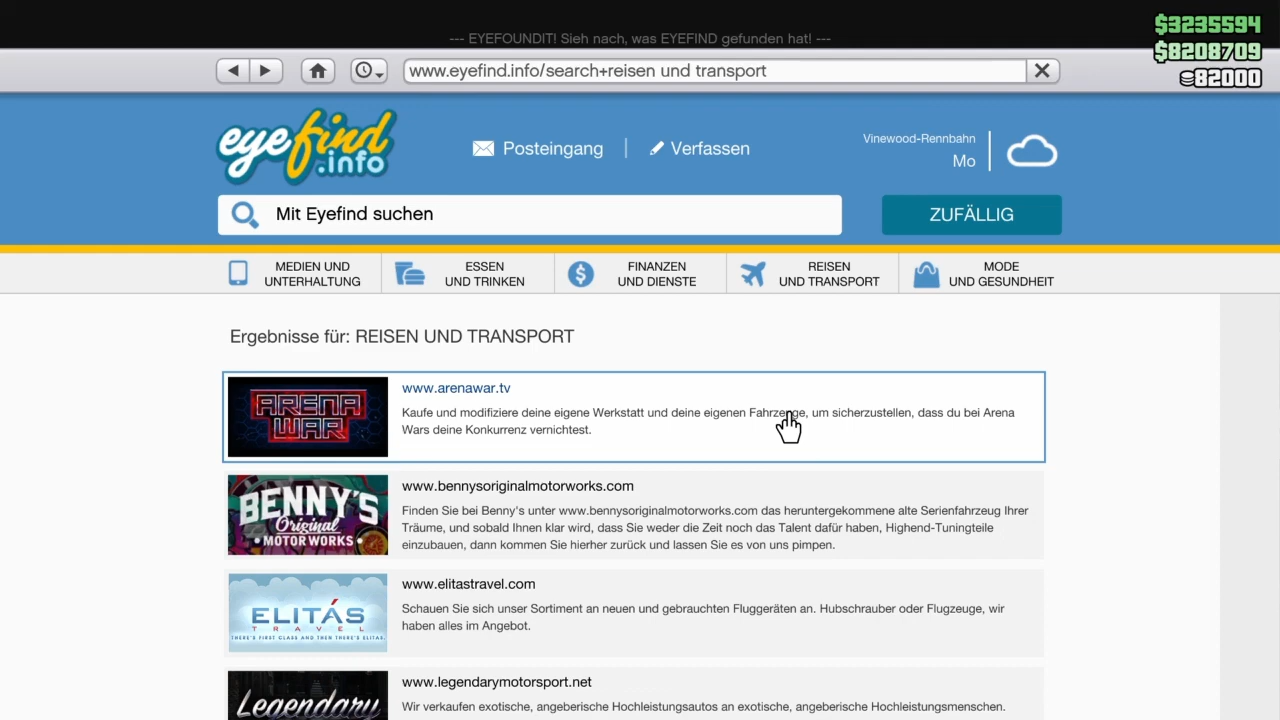 --- EYEFOUNDIT! Sieh nach, was EYEFIND gefunden hat! ---
$3235594
$8208709
82000
www.eyefind.info/search+reisen und transport
eyefind
.info
Posteingang
Verfassen
Vinewood-Rennbahn
Mo
Mit Eyefind suchen
ZUFÄLLIG
MEDIEN UND
UNTERHALTUNG
ESSEN
UND TRINKEN
FINANZEN
UND DIENSTE
REISEN
UND TRANSPORT
MODE
UND GESUNDHEIT
Ergebnisse für: REISEN UND TRANSPORT
ARENA
WAR
www.arenawar.tv
Kaufe und modifiziere deine eigene Werkstatt und deine eigenen Fahrzeuge, um sicherzustellen, dass du bei Arena
Wars deine Konkurrenz vernichtest.
BENNY'S
Original
MOTOR WORKS
www.bennysoriginalmotorworks.com
Finden Sie bei Benny's unter www.bennysoriginalmotorworks.com das heruntergekommene alte Serienfahrzeug Ihrer
Träume, und sobald Ihnen klar wird, dass Sie weder die Zeit noch das Talent dafür haben, Highend-Tuningteile
einzubauen, dann kommen Sie hierher zurück und lassen Sie es von uns pimpen.
ELITÁS
TRAVEL
THERE'S FIRST CLASS AND THEN THERE'S ELITAS.
www.elitastravel.com
Schauen Sie sich unser Sortiment an neuen und gebrauchten Fluggeräten an. Hubschrauber oder Flugzeuge, wir
haben alles im Angebot.
Legendary
www.legendarymotorsport.net
Wir verkaufen exotische, angeberische Hochleistungsautos an exotische, angeberische Hochleistungsmenschen.